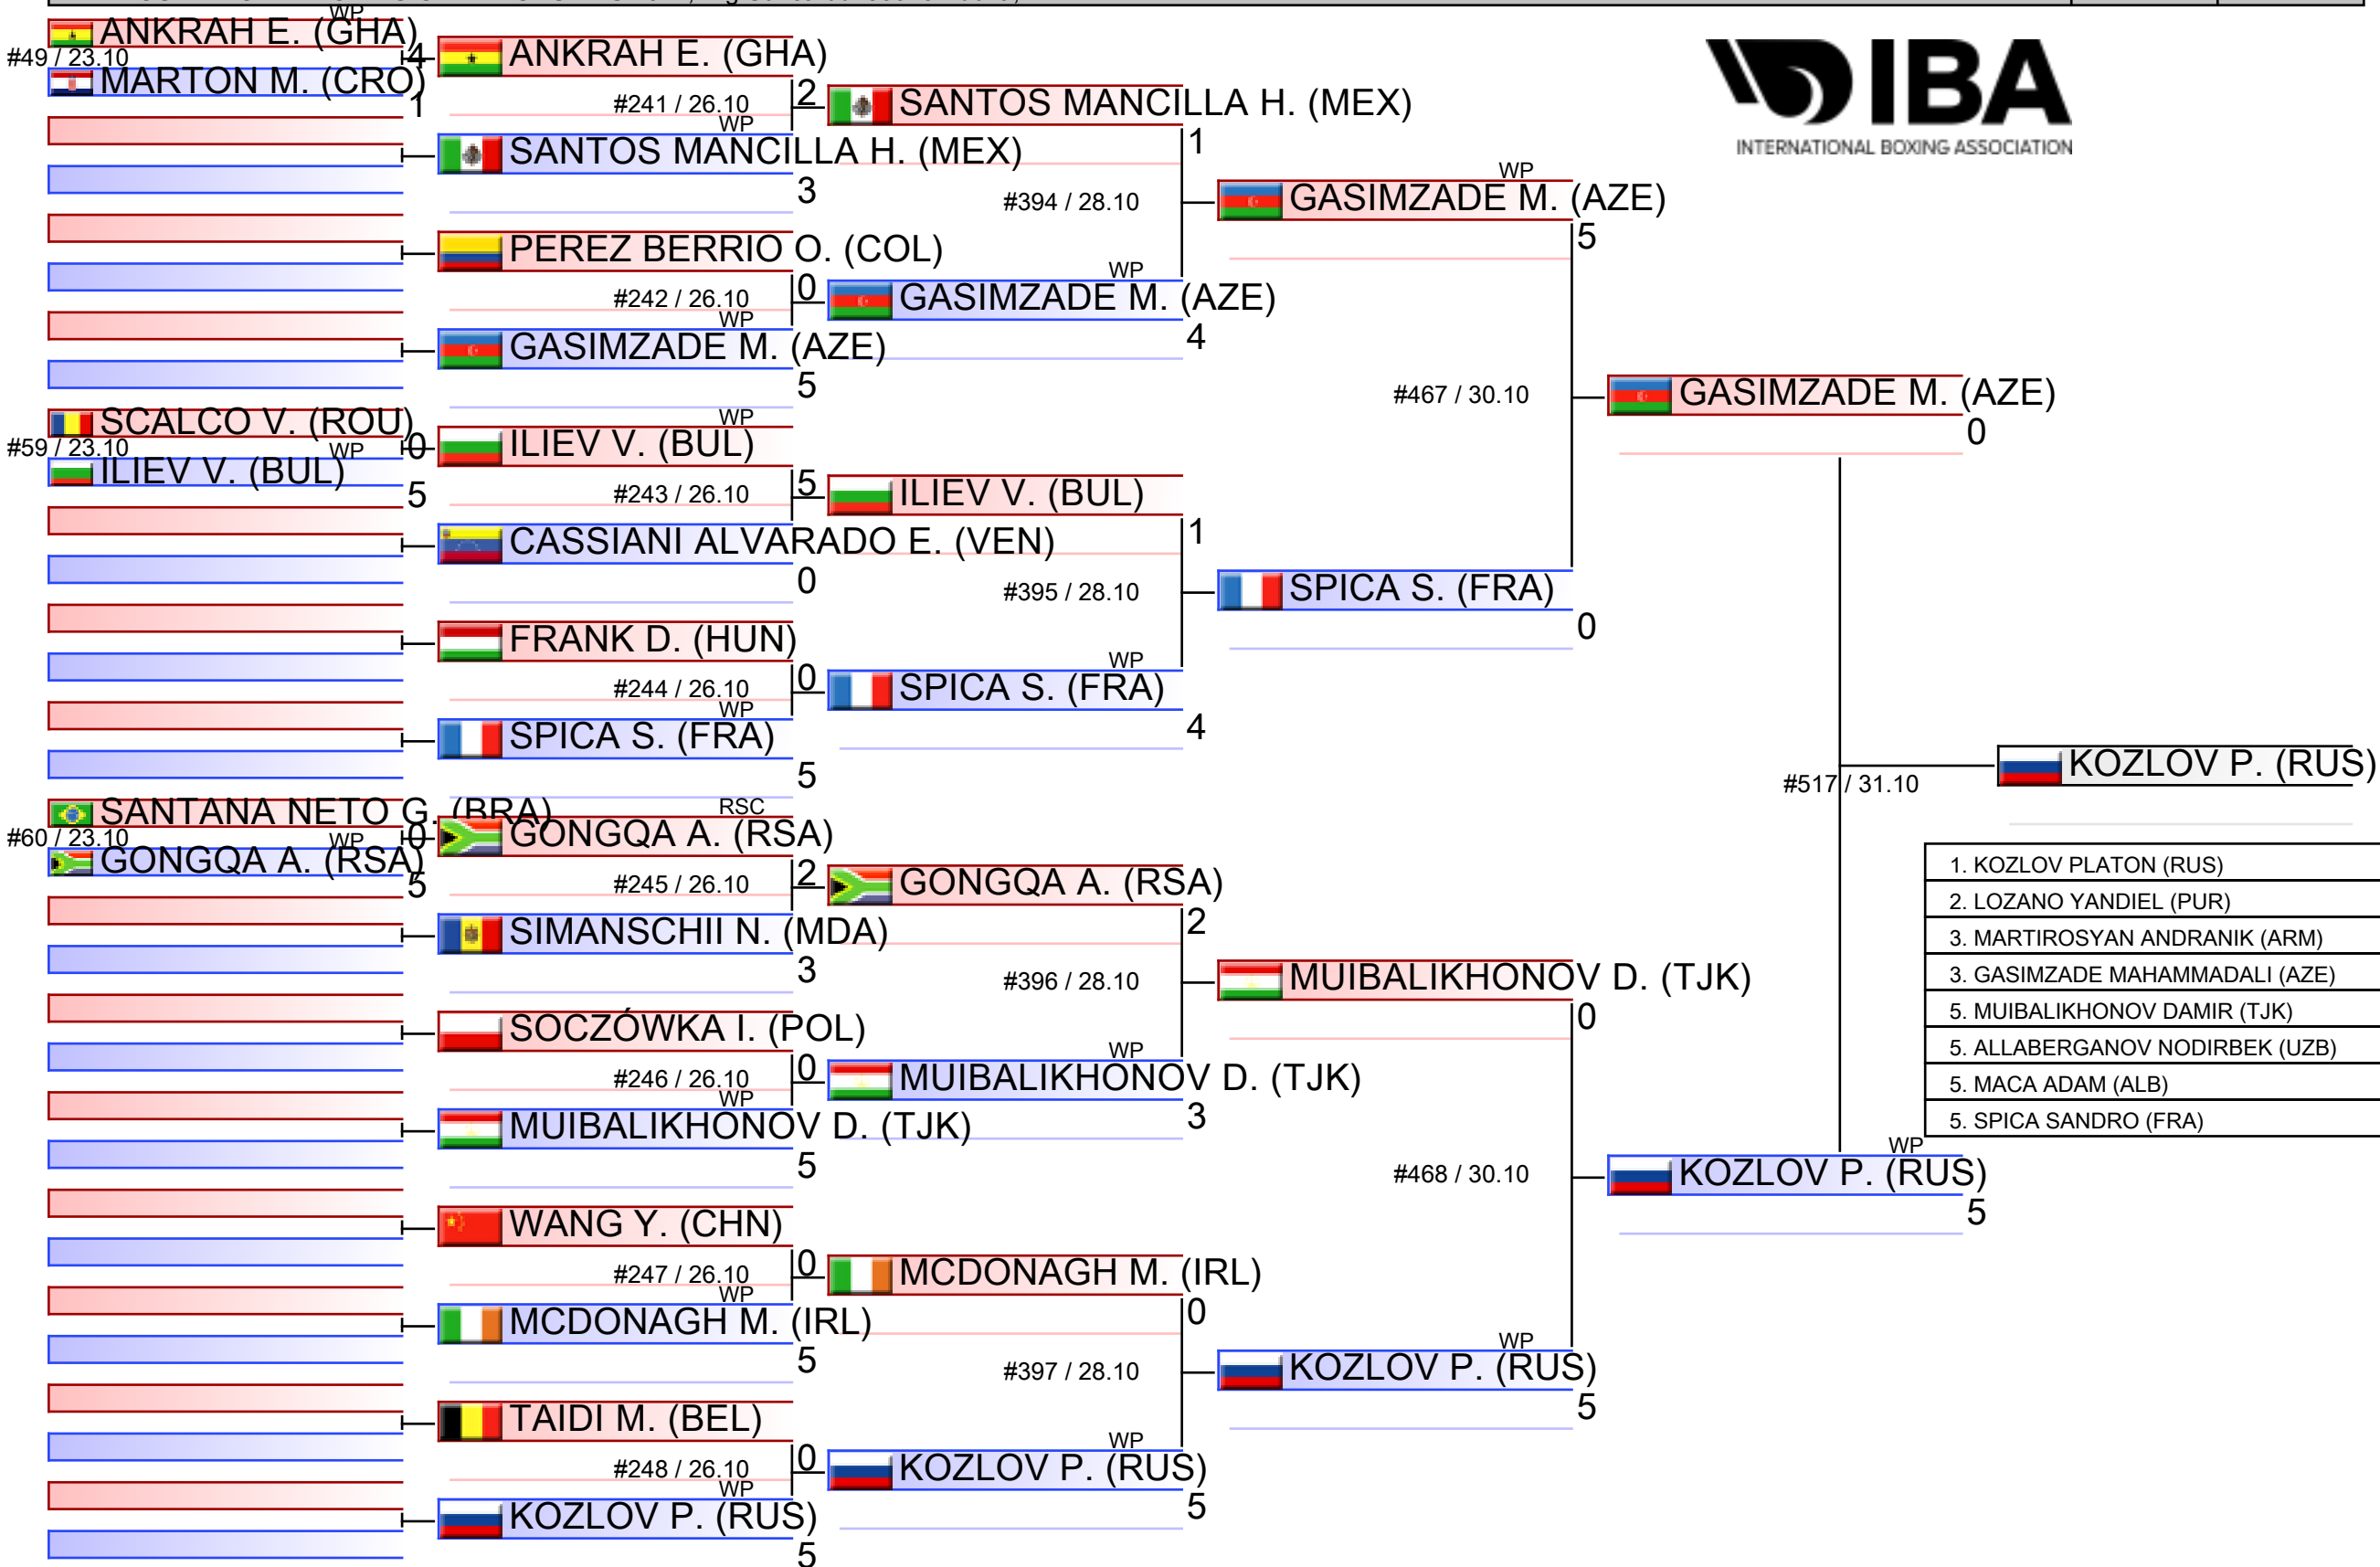 ANKRAH E. (GHA)
WP
4
#49 / 23.10
MARTON M. (CRO)
1
SCALCO V. (ROU)
0
#59 / 23.10
WP
ILIEV V. (BUL)
5
SANTANA NETO G. (BRA)
0
#60 / 23.10
WP
GONGQA A. (RSA)
5
ANKRAH E. (GHA)
2
#241 / 26.10
WP
SANTOS MANCILLA H. (MEX)
3
PEREZ BERRIO O. (COL)
0
#242 / 26.10
WP
GASIMZADE M. (AZE)
5
WP
ILIEV V. (BUL)
5
#243 / 26.10
CASSIANI ALVARADO E. (VEN)
0
FRANK D. (HUN)
0
#244 / 26.10
WP
SPICA S. (FRA)
5
RSC
GONGQA A. (RSA)
2
#245 / 26.10
SIMANSCHII N. (MDA)
3
SOCZÓWKA I. (POL)
0
#246 / 26.10
WP
MUIBALIKHONOV D. (TJK)
5
WANG Y. (CHN)
0
#247 / 26.10
WP
MCDONAGH M. (IRL)
5
TAIDI M. (BEL)
0
#248 / 26.10
WP
KOZLOV P. (RUS)
5
SANTOS MANCILLA H. (MEX)
1
#394 / 28.10
WP
GASIMZADE M. (AZE)
4
ILIEV V. (BUL)
1
#395 / 28.10
WP
SPICA S. (FRA)
4
GONGQA A. (RSA)
2
#396 / 28.10
WP
MUIBALIKHONOV D. (TJK)
3
MCDONAGH M. (IRL)
0
#397 / 28.10
WP
KOZLOV P. (RUS)
5
WP
GASIMZADE M. (AZE)
5
#467 / 30.10
SPICA S. (FRA)
0
MUIBALIKHONOV D. (TJK)
0
#468 / 30.10
WP
KOZLOV P. (RUS)
5
GASIMZADE M. (AZE)
0
#517 / 31.10
WP
KOZLOV P. (RUS)
5
KOZLOV P. (RUS)
IBA
INTERNATIONAL BOXING ASSOCIATION
1. KOZLOV PLATON (RUS)
2. LOZANO YANDIEL (PUR)
3. MARTIROSYAN ANDRANIK (ARM)
3. GASIMZADE MAHAMMADALI (AZE)
5. MUIBALIKHONOV DAMIR (TJK)
5. ALLABERGANOV NODIRBEK (UZB)
5. MACA ADAM (ALB)
5. SPICA SANDRO (FRA)